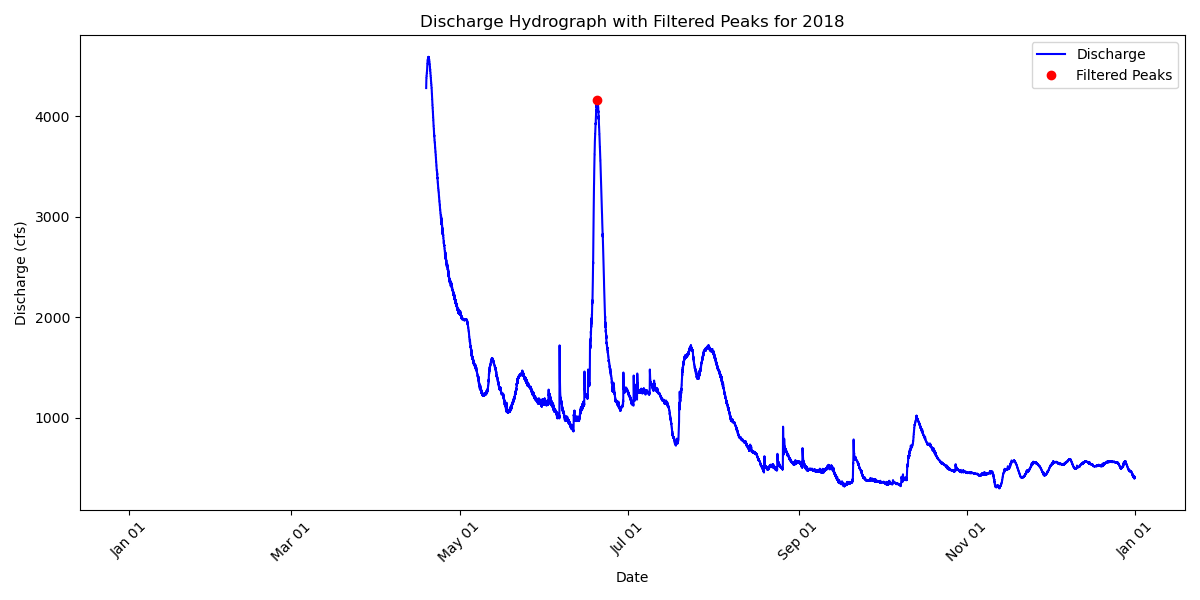 Discharge Hydrograph with Filtered Peaks for 2018
Discharge
Filtered Peaks
Discharge (cfs)
4000
3000
2000
1000
Jan 01
Mar 01
May 01
Jul 01
Sep 01
Nov 01
Jan 01
Date